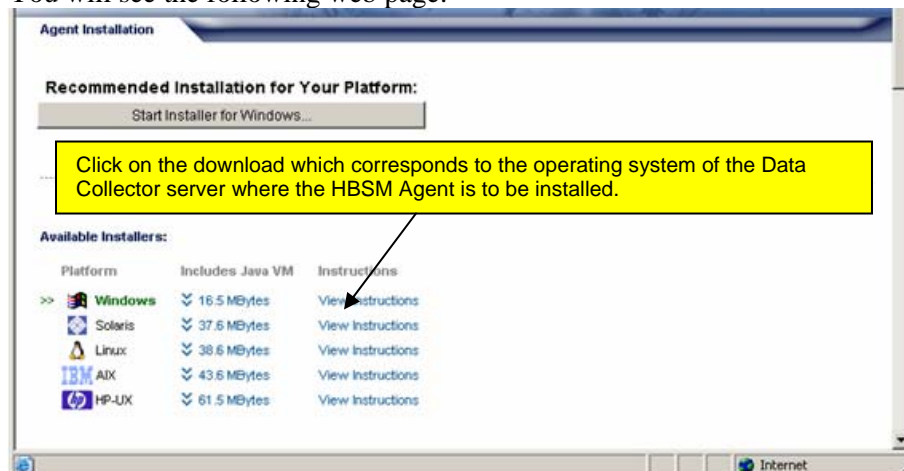 You will see the following web page.
Agent Installation
Recommended Installation for Your Platform:
Start Installer for Windows...
Click on the download which corresponds to the operating system of the Data
Collector server where the HBSM Agent is to be installed.
Available Installers:
Platform Includes Java VM Instructions
>> Windows 16.5 MBytes View Instructions
Solaris 37.6 MBytes View Instructions
Linux 38.6 MBytes View Instructions
IBM AIX 43.6 MBytes View Instructions
hp HP-UX 61.5 MBytes View Instructions
Internet